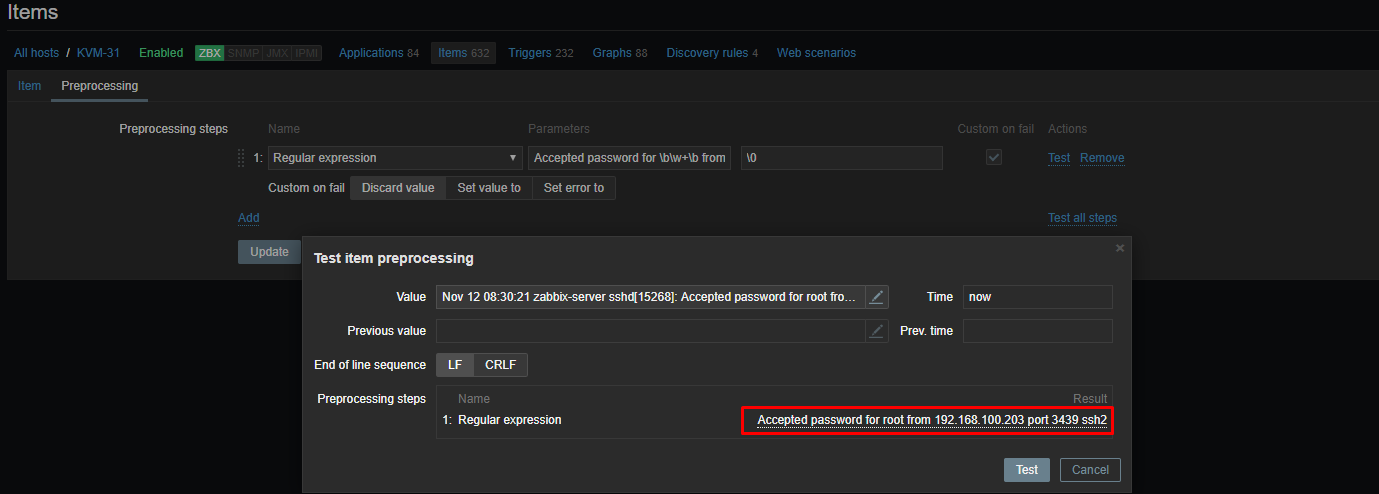 Items
All hosts / KVM-31 Enabled ZBX SNMP JMX IPMI Applications 84 Items 632 Triggers 232 Graphs 88 Discovery rules 4 Web scenarios
Item Preprocessing
Preprocessing steps Name Parameters Custom on fail Actions
1: Regular expression Accepted password for \b\w+\b from \0 Test Remove
Custom on fail Discard value Set value to Set error to
Add Test all steps
Update
Test item preprocessing
Value Nov 12 08:30:21 zabbix-server sshd[15268]: Accepted password for root fro... Time now
Previous value Prev. time
End of line sequence LF CRLF
Preprocessing steps Name Result
1: Regular expression Accepted password for root from 192.168.100.203 port 3439 ssh2
Test Cancel